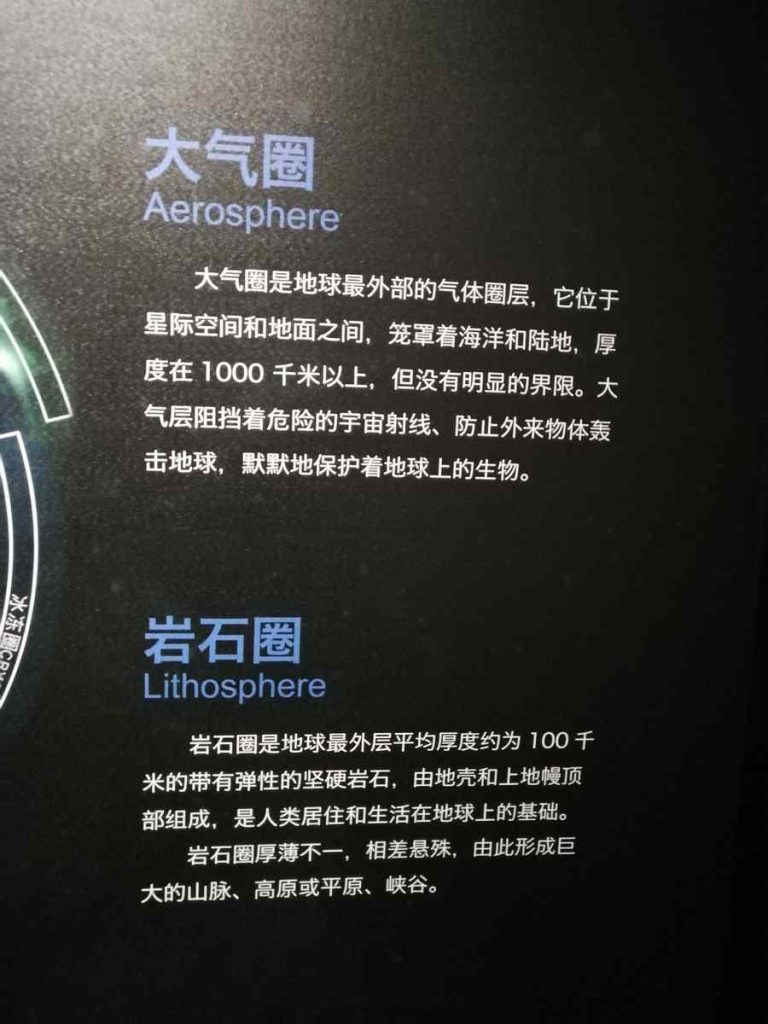 大气圈
Aerosphere
大气圈是地球最外部的气体圈层，它位于
星际空间和地面之间，笼罩着海洋和陆地，厚
度在 1000 千米以上，但没有明显的界限。大
气层阻挡着危险的宇宙射线、防止外来物体轰
击地球，默默地保护着地球上的生物。
冰冻圈
岩石圈
Lithosphere
岩石圈是地球最外层平均厚度约为 100 千
米的带有弹性的坚硬岩石，由地壳和上地幔顶
部组成，是人类居住和生活在地球上的基础。
岩石圈厚薄不一，相差悬殊，由此形成巨
大的山脉、高原或平原、峡谷。